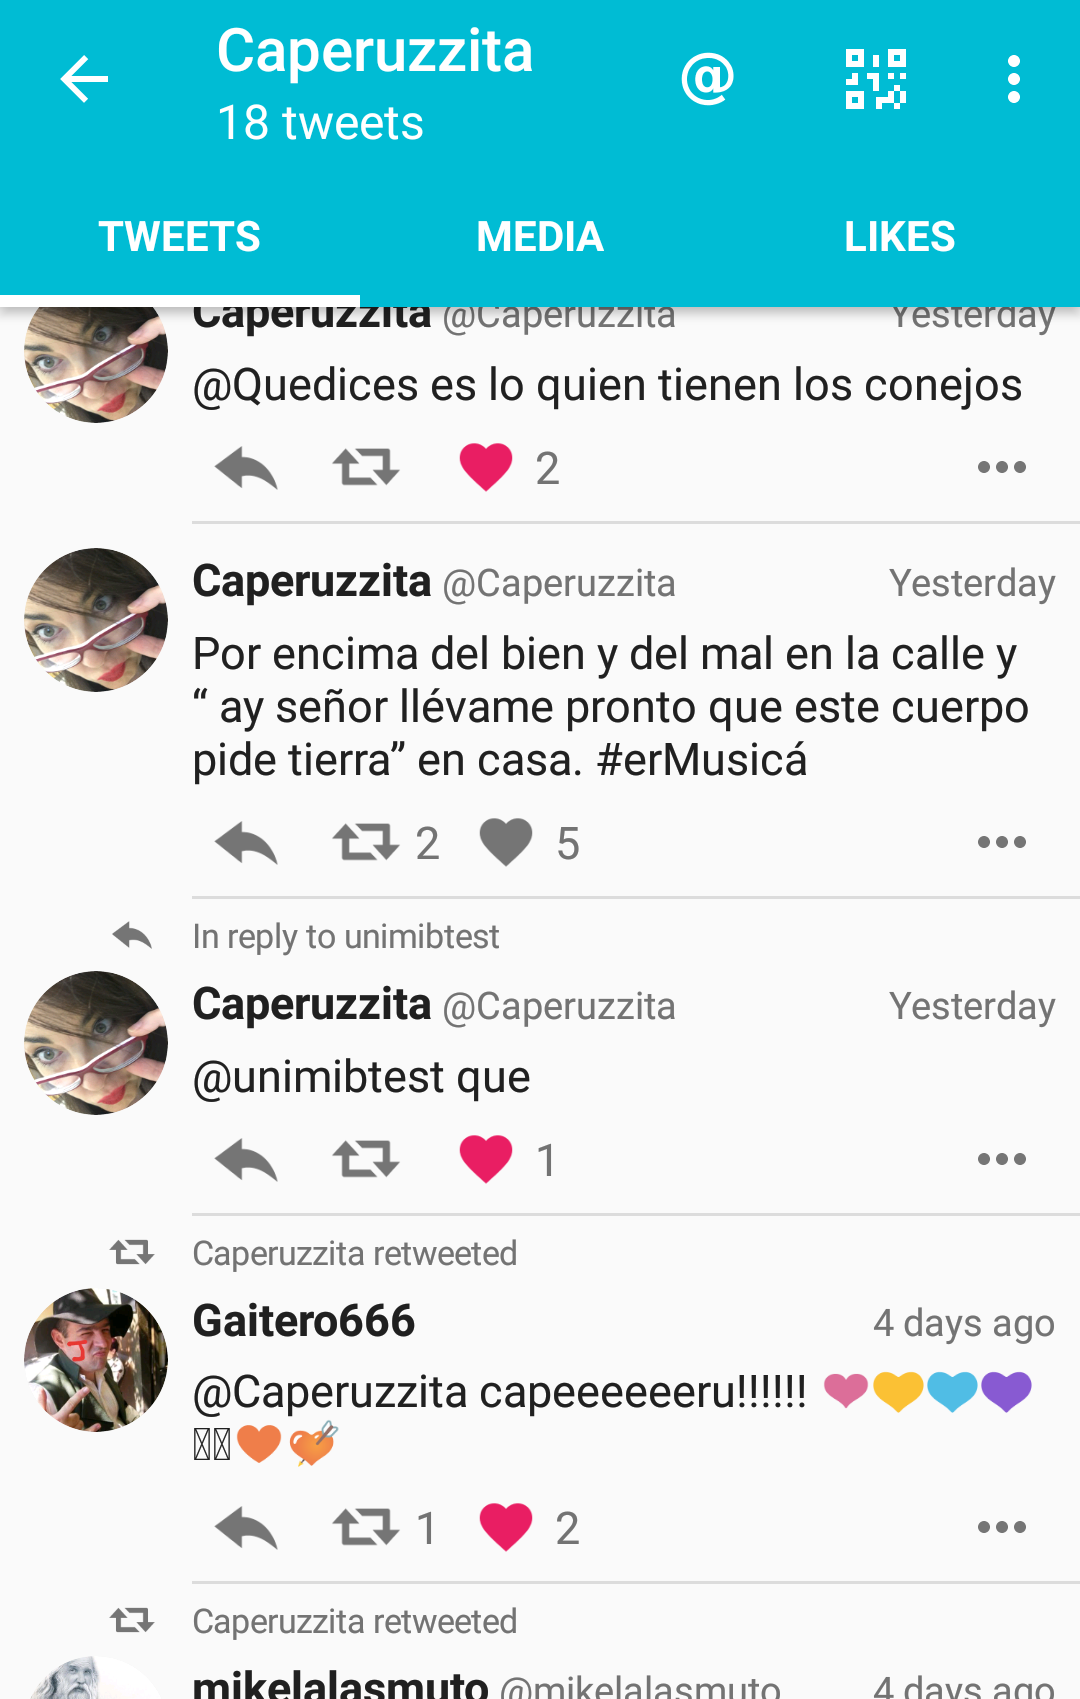 Caperuzzita
18 tweets
TWEETS MEDIA LIKES
Caperuzzita @Caperuzzita Yesterday
@Quedices es lo quien tienen los conejos
2
Caperuzzita @Caperuzzita Yesterday
Por encima del bien y del mal en la calle y
“ ay señor llévame pronto que este cuerpo
pide tierra” en casa. #erMusicá
2 5
In reply to unimibtest
Caperuzzita @Caperuzzita Yesterday
@unimibtest que
1
Caperuzzita retweeted
Gaitero666 4 days ago
@Caperuzzita capeeeeeeru!!!!!!
1 2
Caperuzzita retweeted
mikelalasmuto @mikelalasmuto 4 days ago